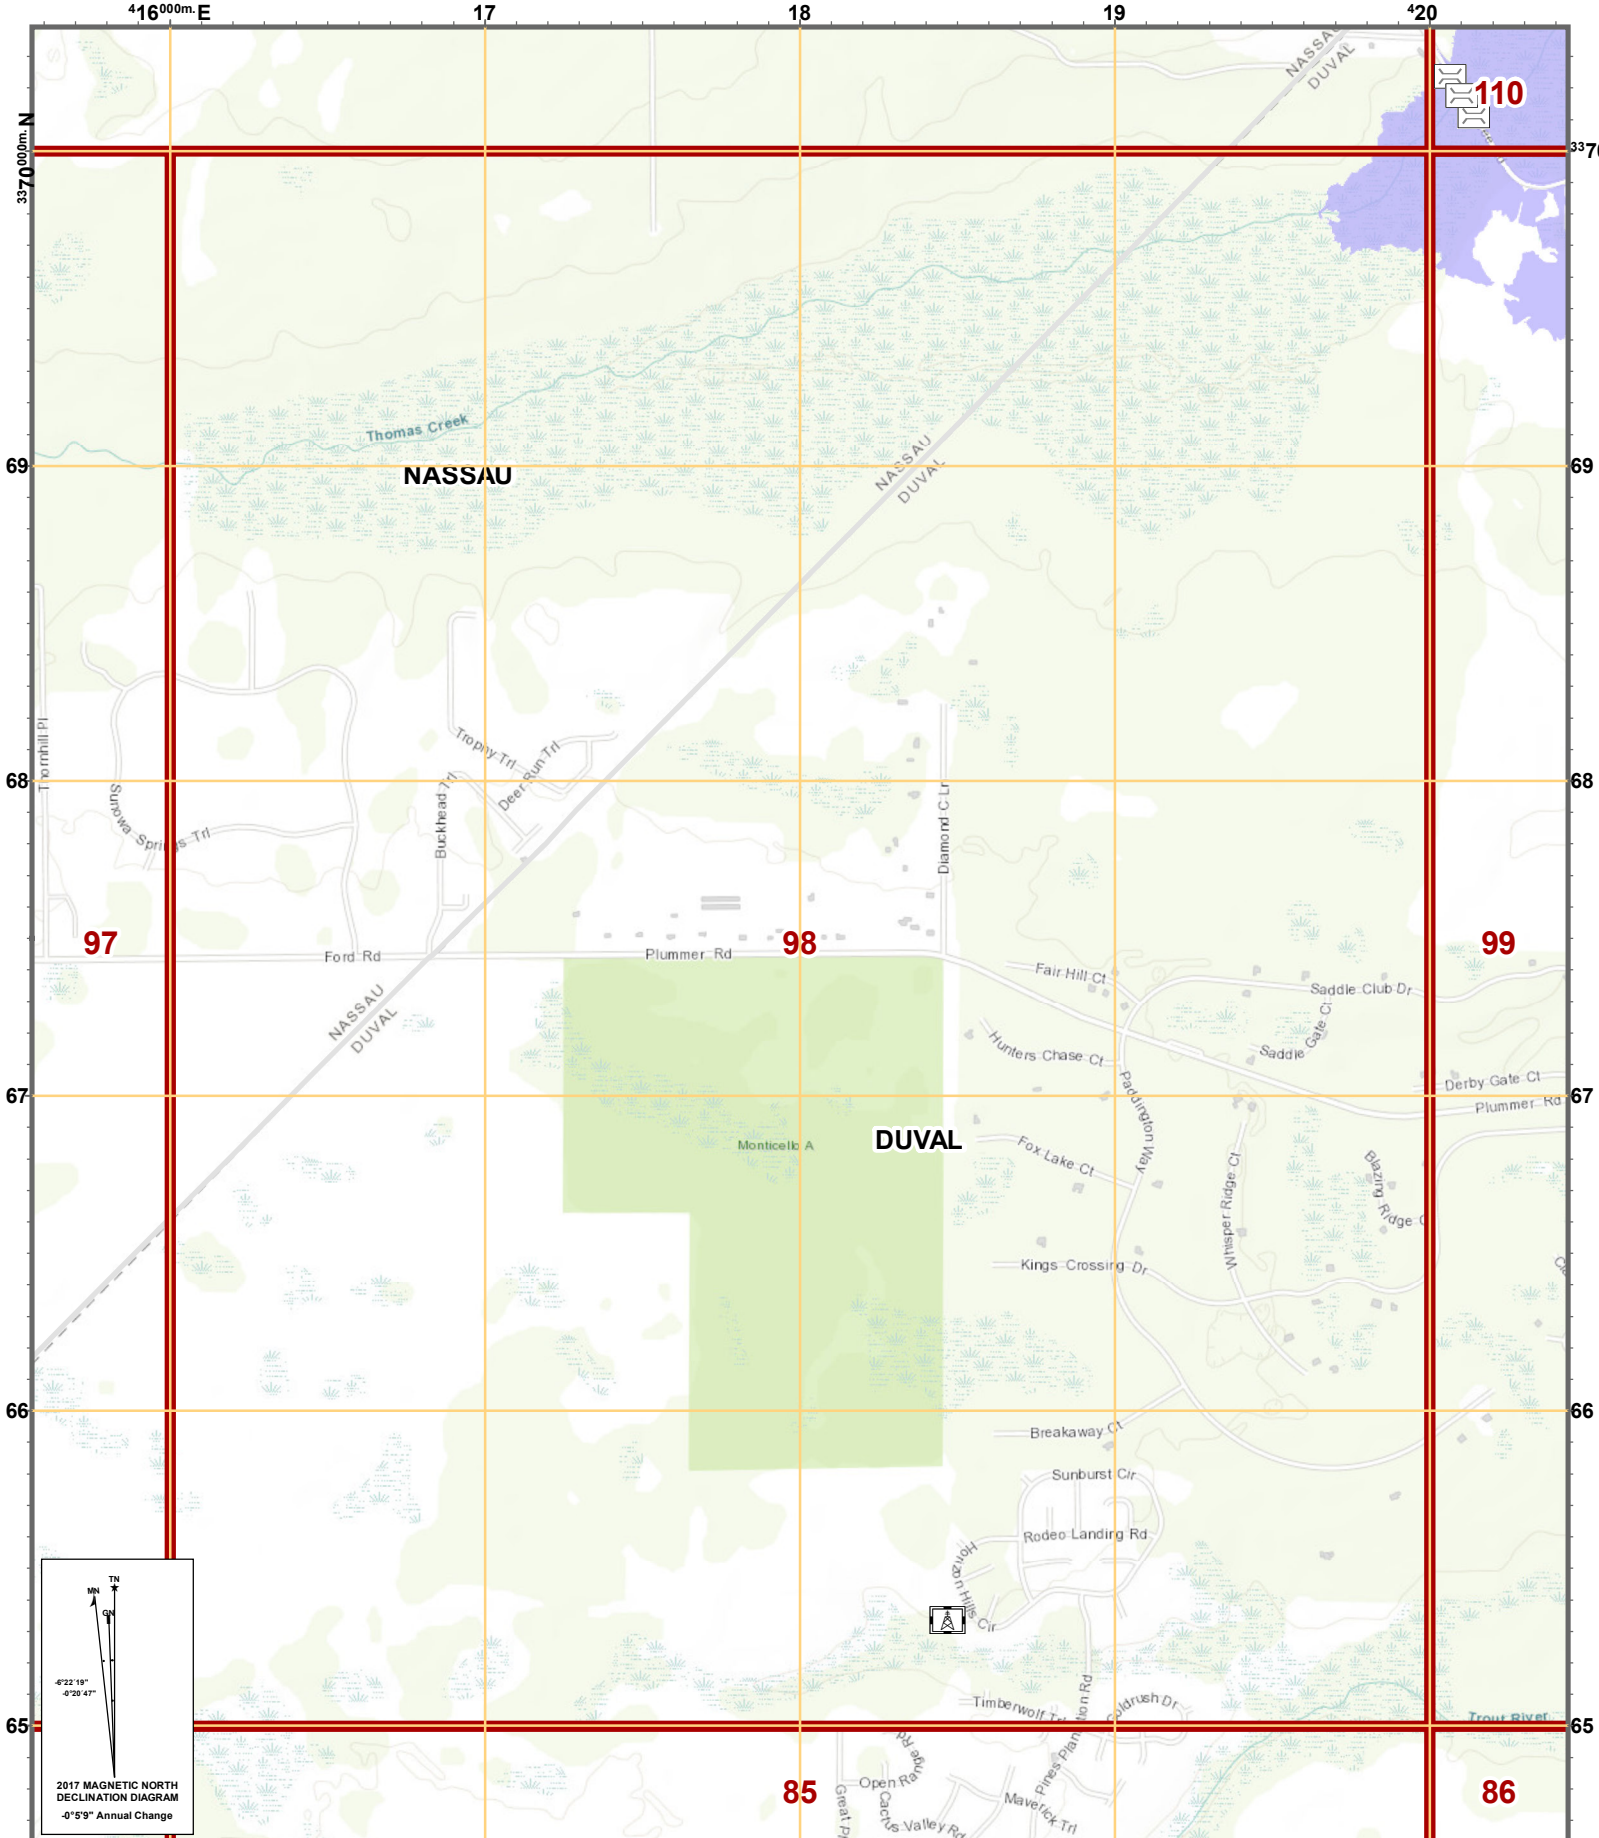 416000m.E
17
18
19
420
NASSAU
DUVAL
110
3370000m.N
Thomas Creek
69
NASSAU
NASSAU
DUVAL
69
Thornhill Pl
Trophy Trl
Deer Run Trl
68
68
Sunowa Springs Trl
Buckhead Trl
Diamond C Ln
97
98
99
Ford Rd
Plummer Rd
Fair Hill Ct
Saddle Club Dr
NASSAU
DUVAL
Hunters Chase Ct
Saddle Gate Ct
Derby Gate Ct
67
67
Plummer Rd
Paddington Way
Monticello A
DUVAL
Fox Lake Ct
Whisper Ridge Ct
Blazing Ridge C
Kings Crossing Dr
66
66
Breakaway Ct
Sunburst Cir
Rodeo Landing Rd
Horizon Hills Cir
TN
MN
GN
-6°22'19"
-0°20'47"
Timberwolf Trl
Goldrush Dr
Trout River
65
65
Pines Plantation Rd
2017 MAGNETIC NORTH
DECLINATION DIAGRAM
-0°5'9" Annual Change
Open Range Rd
85
86
Great Pl
Cactus Valley Rd
Maverick Trl